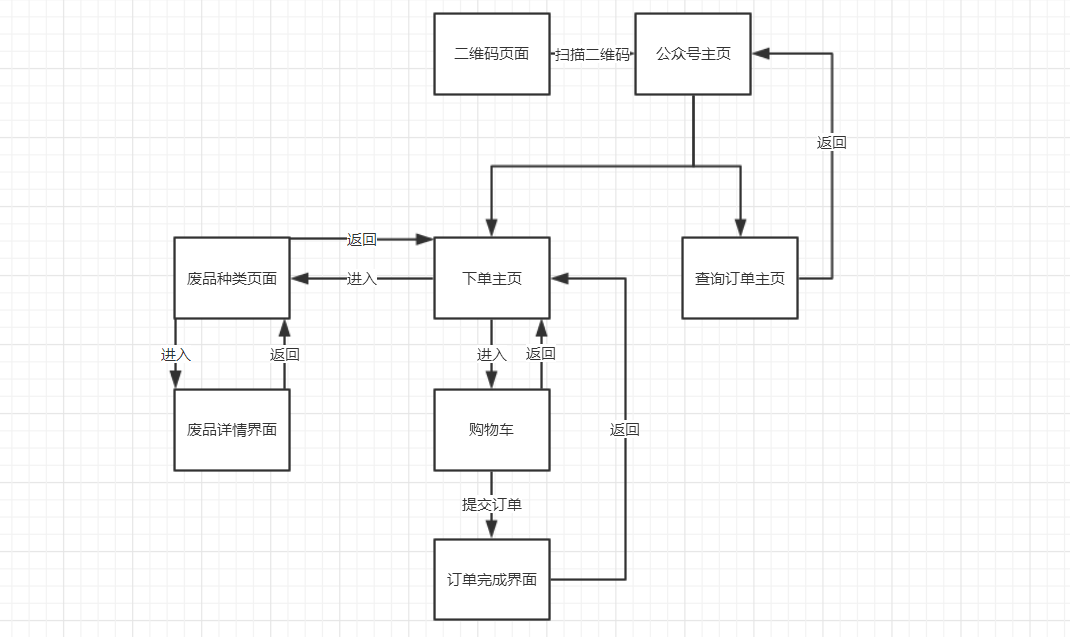 二维码页面
扫描二维码
公众号主页
返回
废品种类页面
返回
进入
下单主页
查询订单主页
进入
返回
进入
返回
废品详情界面
购物车
返回
提交订单
订单完成界面